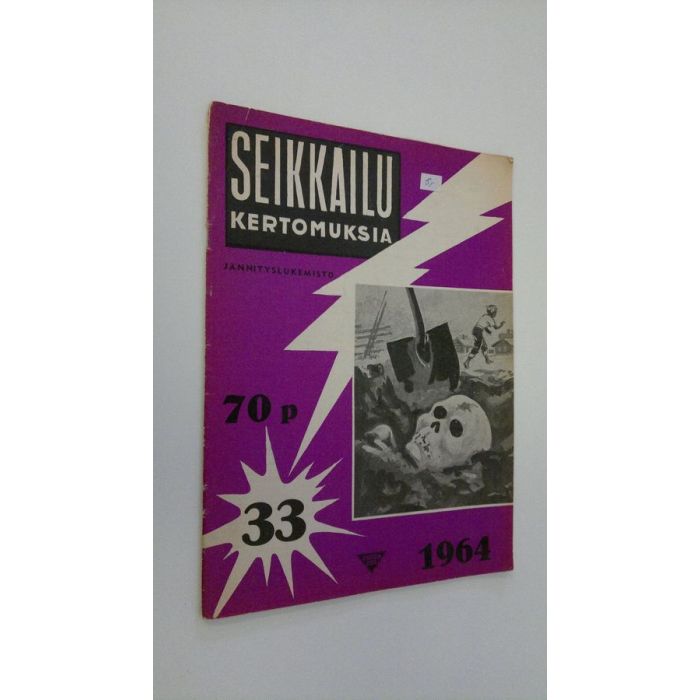 SEIKKAILU
KERTOMUKSIA
JÄNNITYSLUKEMISTO
70 p
33
1964